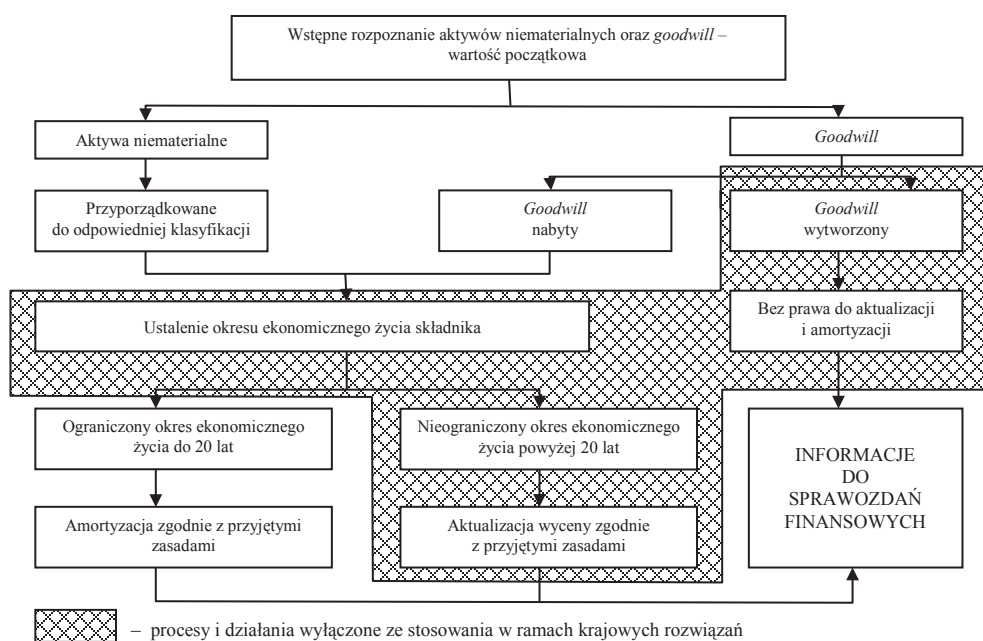 Wstępne rozpoznanie aktywów niematerialnych oraz goodwill –
wartość początkowa
Aktywa niematerialne
Goodwill
Przyporządkowane
do odpowiedniej klasyfikacji
Goodwill
nabyty
Goodwill
wytworzony
Ustalenie okresu ekonomicznego życia składnika
Bez prawa do aktualizacji
i amortyzacji
Ograniczony okres ekonomicznego
życia do 20 lat
Nieograniczony okres ekonomicznego
życia powyżej 20 lat
INFORMACJE
DO
SPRAWOZDAŃ
FINANSOWYCH
Amortyzacja zgodnie z przyjętymi
zasadami
Aktualizacja wyceny zgodnie
z przyjętymi zasadami
– procesy i działania wyłączone ze stosowania w ramach krajowych rozwiązań